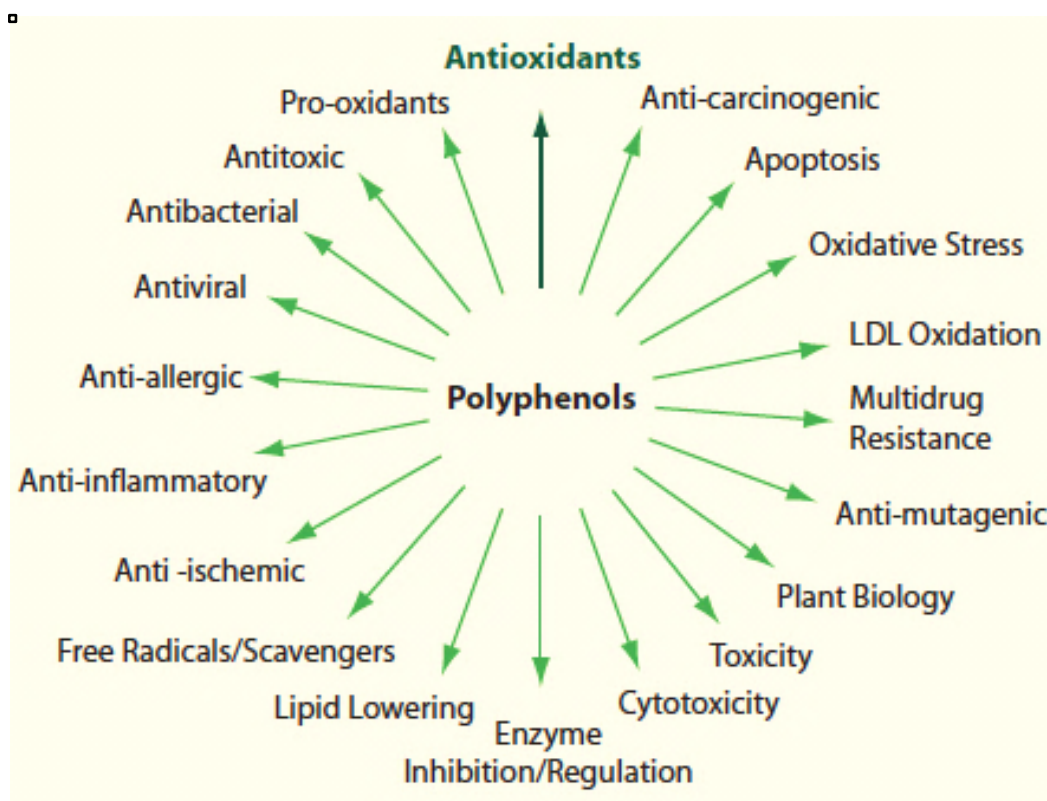 Antioxidants
Pro-oxidants
Anti-carcinogenic
Antitoxic
Apoptosis
Antibacterial
Oxidative Stress
Antiviral
LDL Oxidation
Anti-allergic
Polyphenols
Multidrug
Resistance
Anti-inflammatory
Anti-mutagenic
Anti -ischemic
Plant Biology
Free Radicals/Scavengers
Toxicity
Lipid Lowering
Cytotoxicity
Enzyme
Inhibition/Regulation